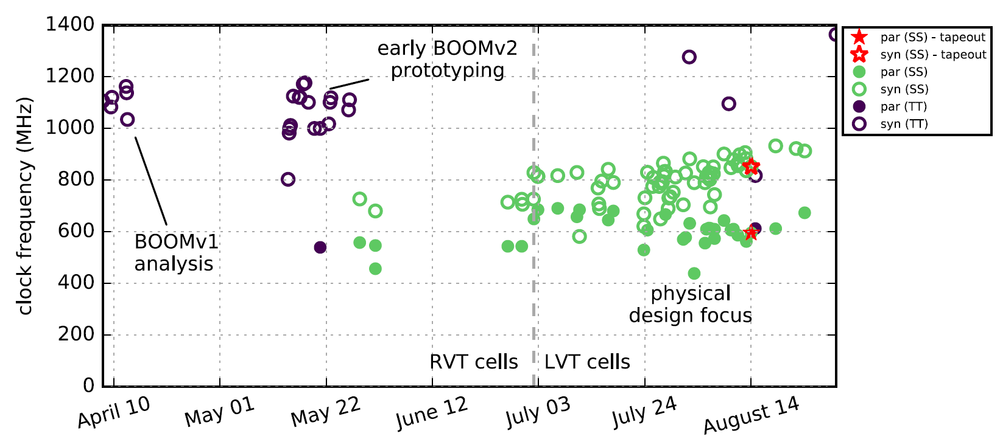 1400
1200
1000
800
600
400
200
0
clock frequency (MHz)
early BOOMv2
prototyping
BOOMv1
analysis
physical
design focus
RVT cells
LVT cells
April 10
May 01
May 22
June 12
July 03
July 24
August 14
par (SS) - tapeout
syn (SS) - tapeout
par (SS)
syn (SS)
par (TT)
syn (TT)